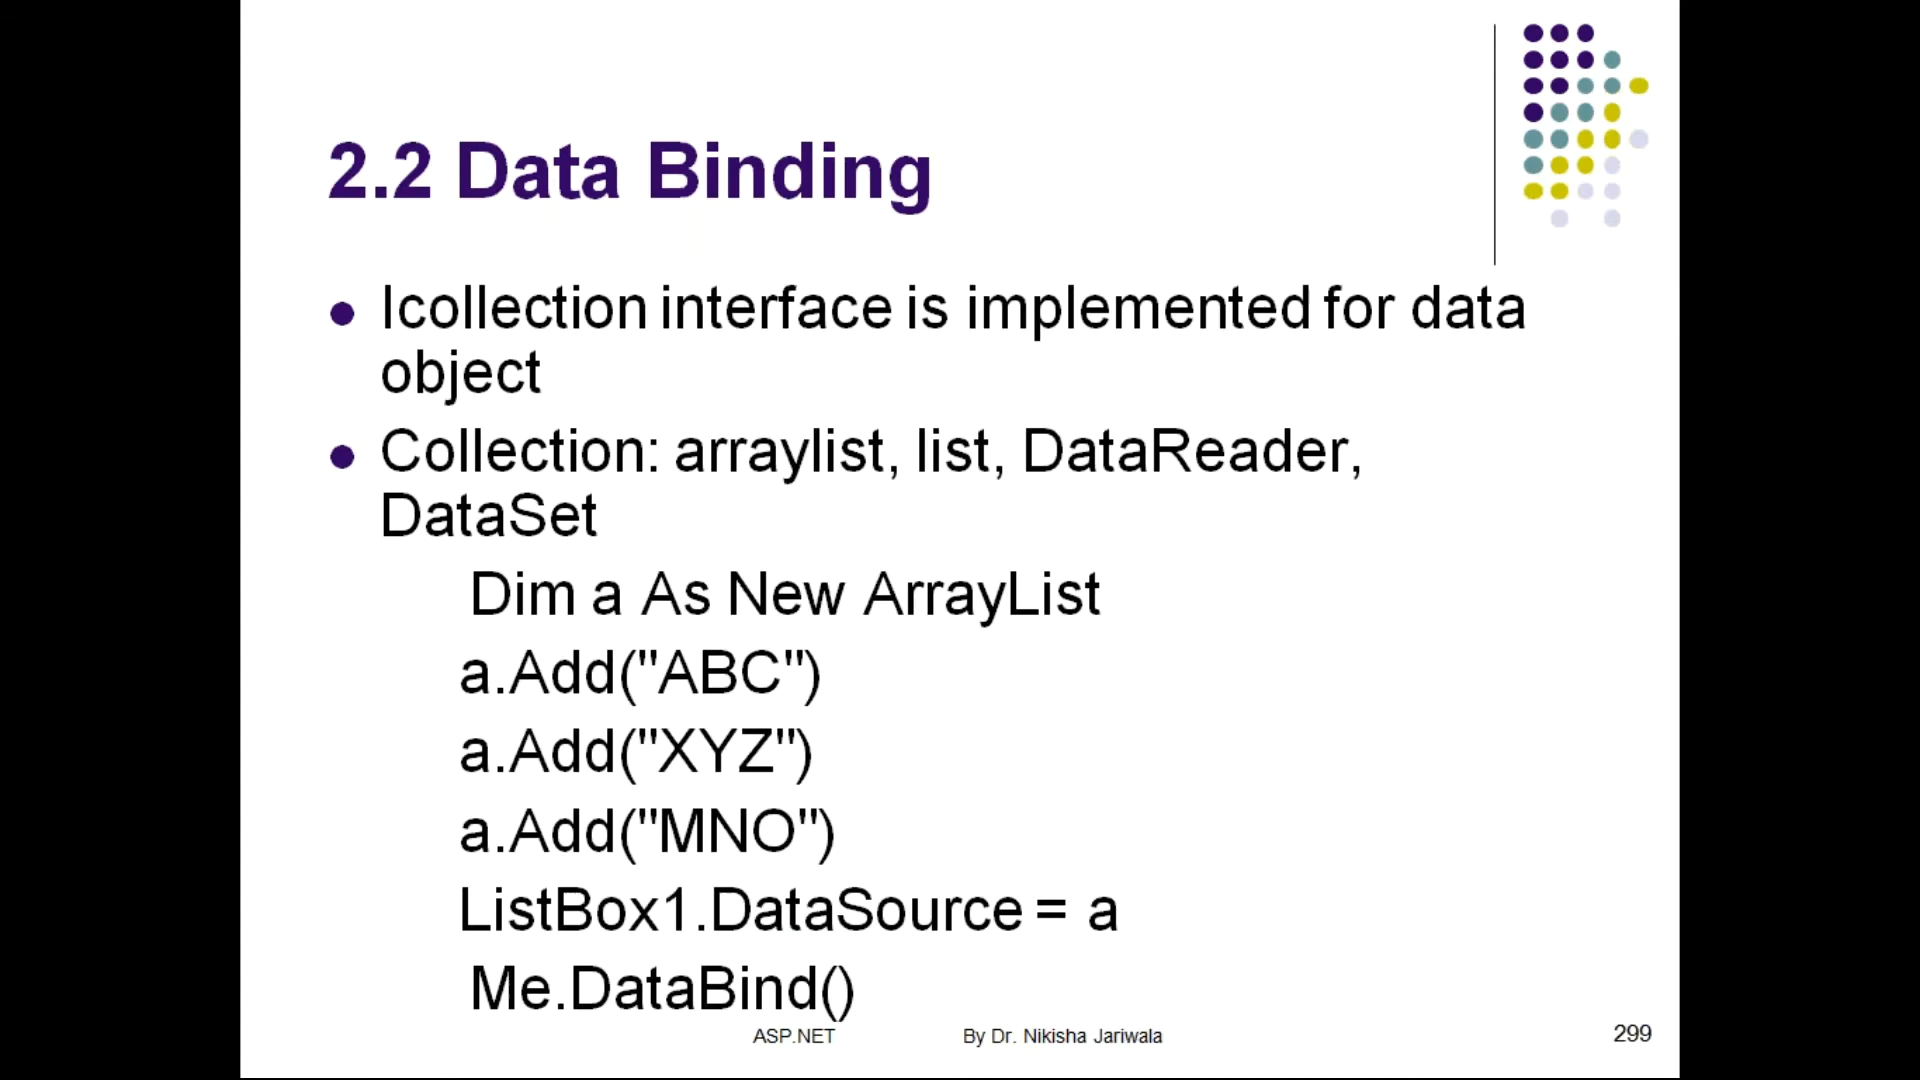 2.2 Data Binding
Icollection interface is implemented for data
object
Collection: arraylist, list, DataReader,
DataSet
Dim a As New ArrayList
a.Add("ABC")
a.Add("XYZ")
a.Add("MNO")
ListBox1.DataSource = a
Me.DataBind()
ASP.NET By Dr. Nikisha Jariwala 299